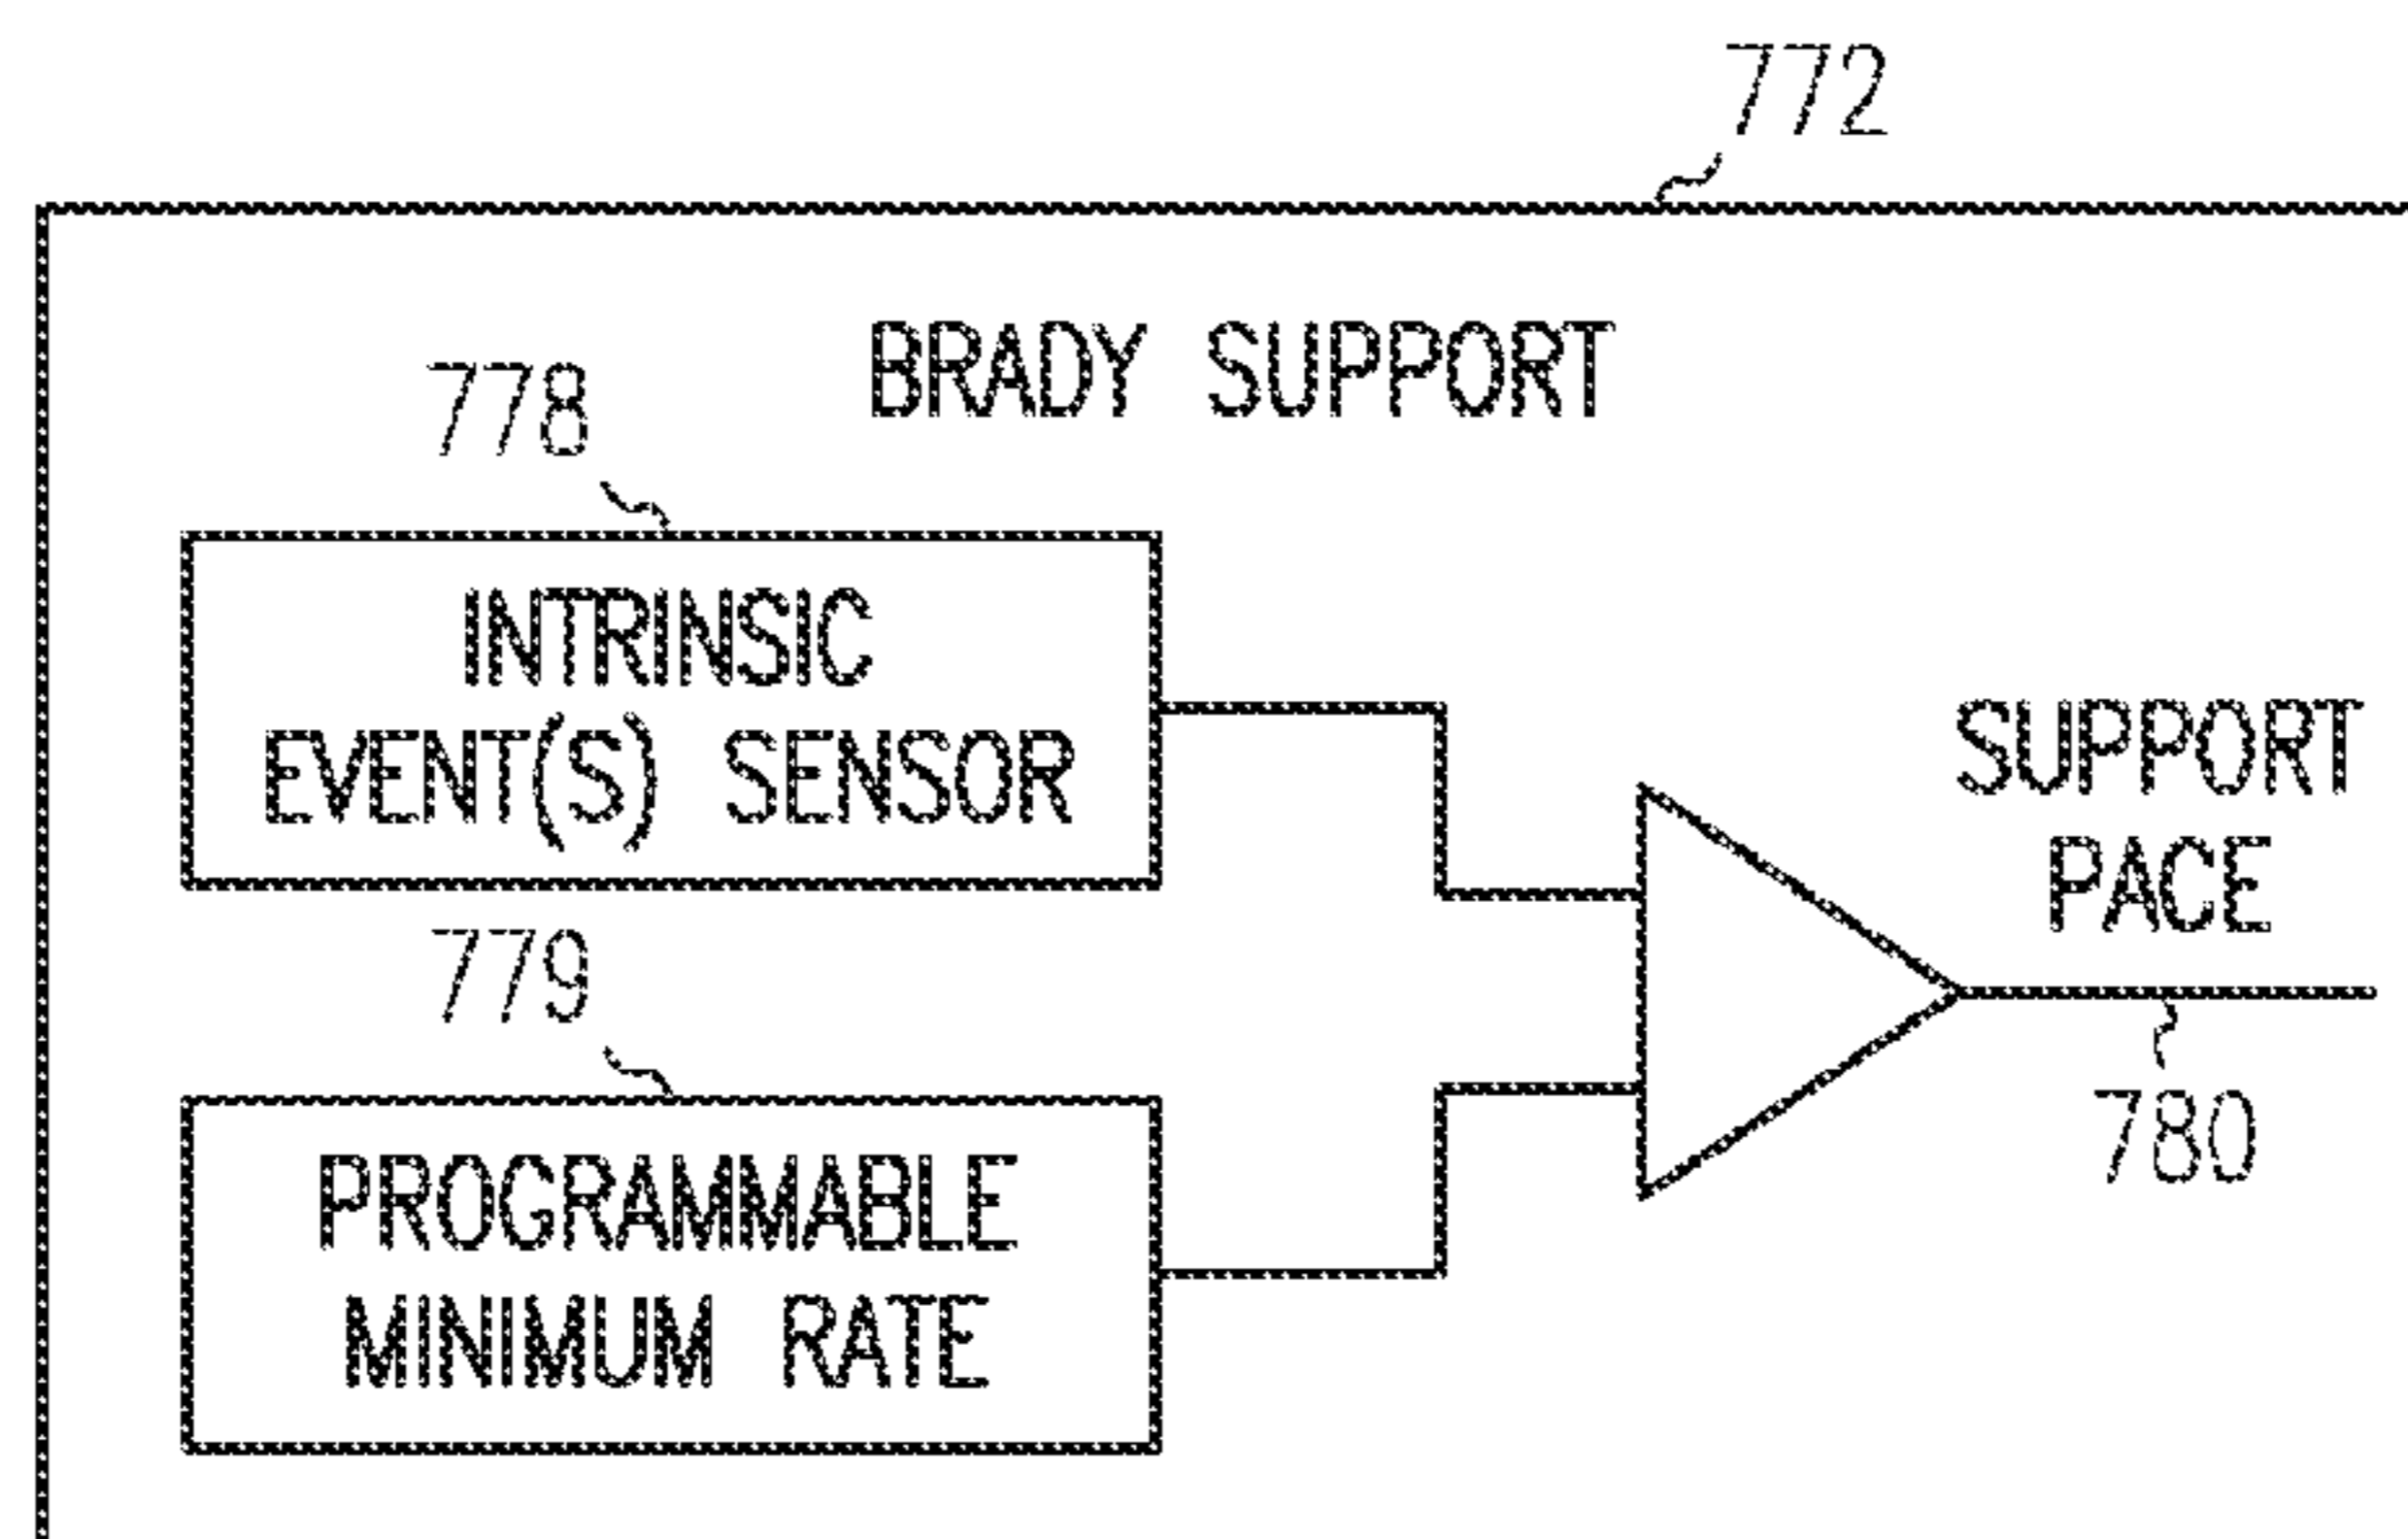 772
BRADY SUPPORT
778
INTRINSIC
EVENT(S) SENSOR
SUPPORT
PACE
779
780
PROGRAMMABLE
MINIMUM RATE